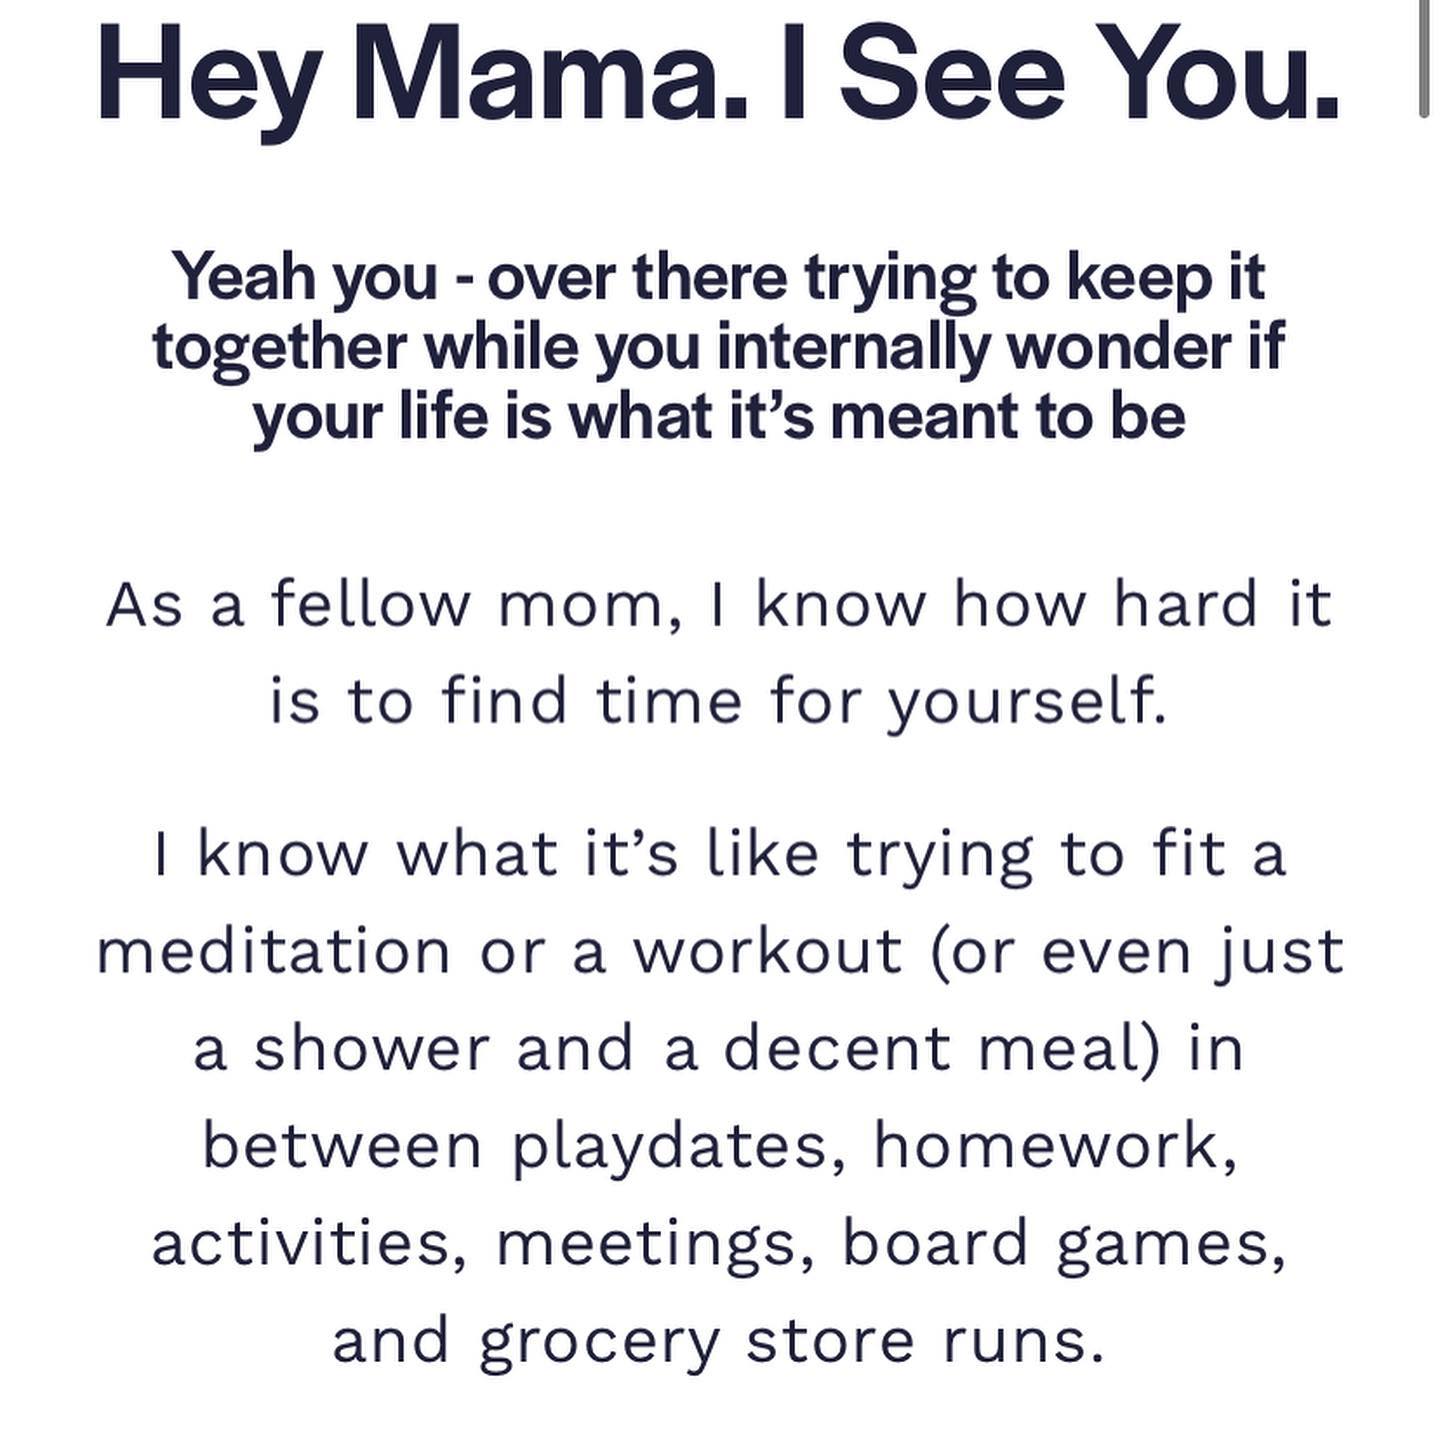 Hey Mama. I See You.
Yeah you - over there trying to keep it
together while you internally wonder if
your life is what it’s meant to be
As a fellow mom, I know how hard it
is to find time for yourself.
I know what it’s like trying to fit a
meditation or a workout (or even just
a shower and a decent meal) in
between playdates, homework,
activities, meetings, board games,
and grocery store runs.